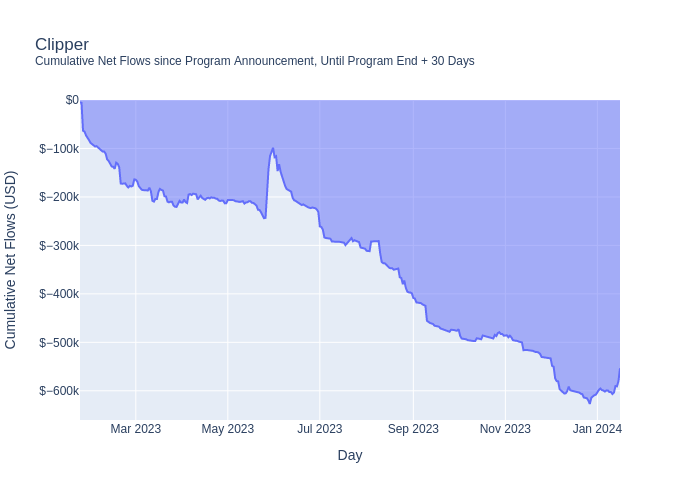 Clipper
Cumulative Net Flows since Program Announcement, Until Program End + 30 Days
$0
$−100k
$−200k
$−300k
$−400k
$−500k
$−600k
Cumulative Net Flows (USD)
Mar 2023 May 2023 Jul 2023 Sep 2023 Nov 2023 Jan 2024
Day